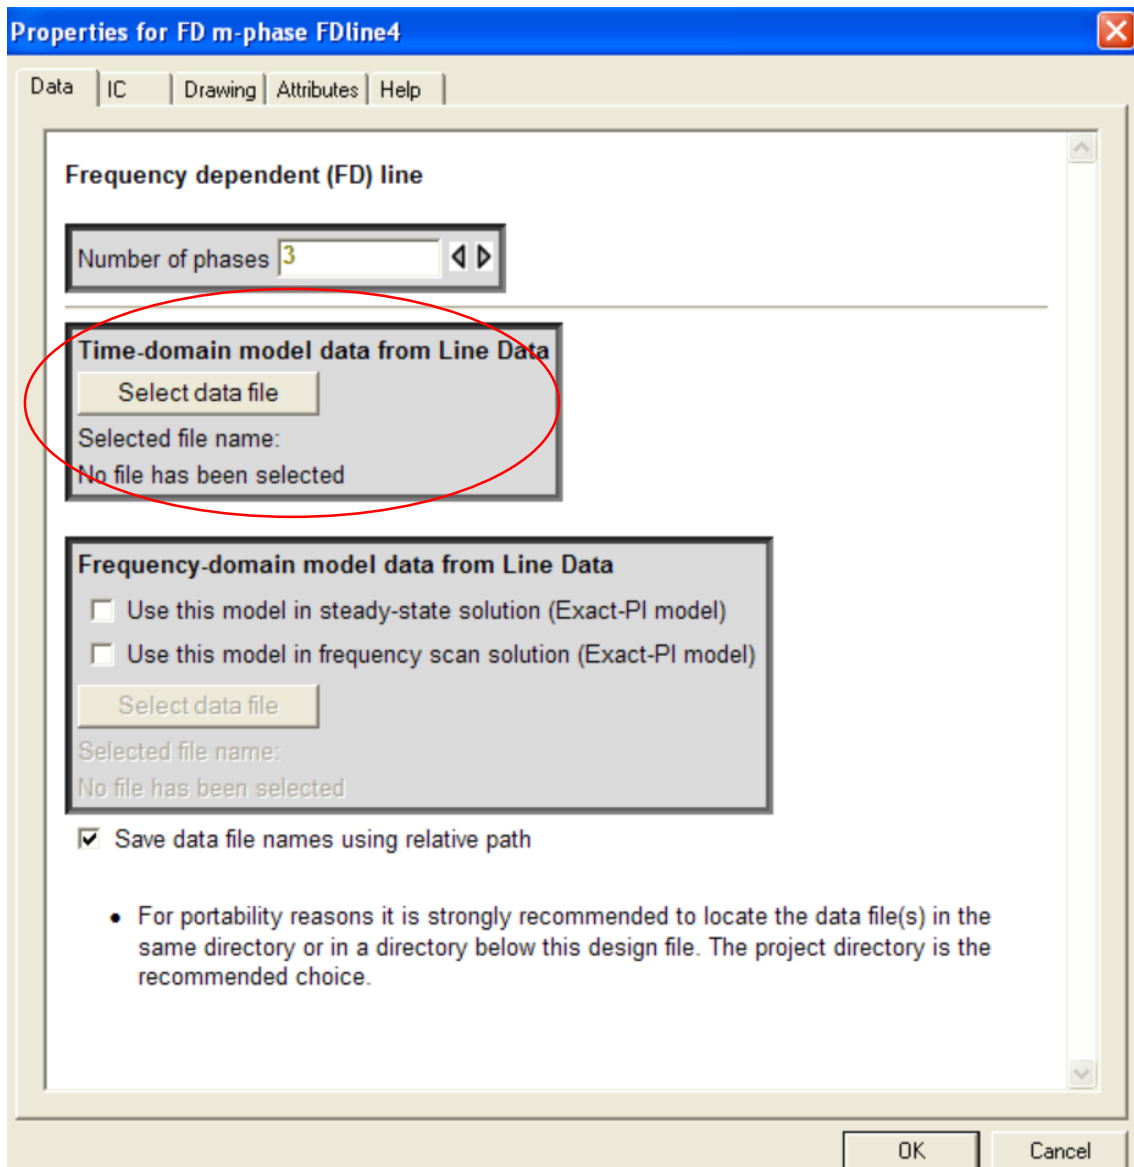 Properties for FD m-phase FDline4
Data IC Drawing Attributes Help
Frequency dependent (FD) line
Number of phases 3
Time-domain model data from Line Data
Select data file
Selected file name:
No file has been selected
Frequency-domain model data from Line Data
Use this model in steady-state solution (Exact-PI model)
Use this model in frequency scan solution (Exact-PI model)
Select data file
Selected file name:
No file has been selected
Save data file names using relative path
• For portability reasons it is strongly recommended to locate the data file(s) in the
same directory or in a directory below this design file. The project directory is the
recommended choice.
OK Cancel